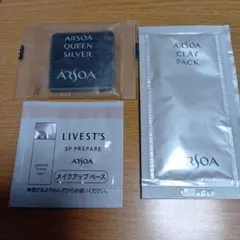 ARSOA
QUEEN
SILVER
ARSOA
ARSOA
CLAY
PACK
ARSOA
LIVEST'S
SP PREPARE
ARSOA
メイクアップ ベース